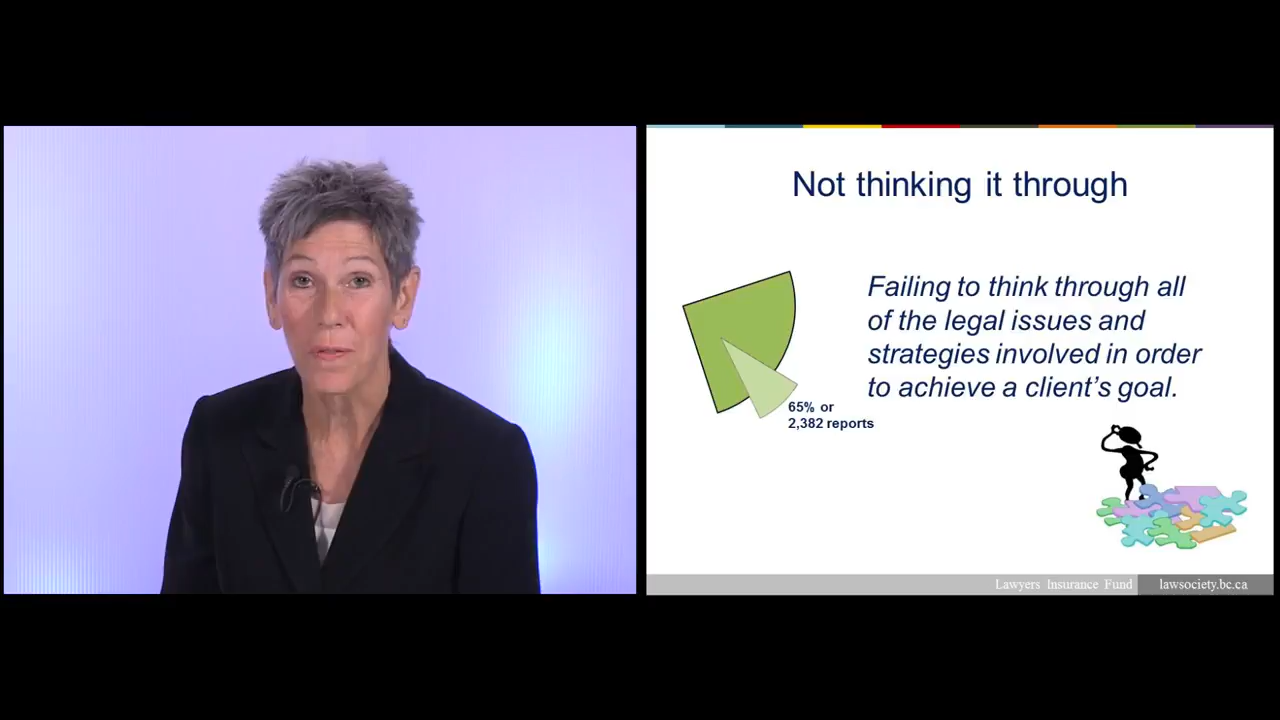 Not thinking it through
Failing to think through all
of the legal issues and
strategies involved in order
to achieve a client's goal.
65% or
2,382 reports
Lawyers Insurance Fund
lawsociety.bc.ca